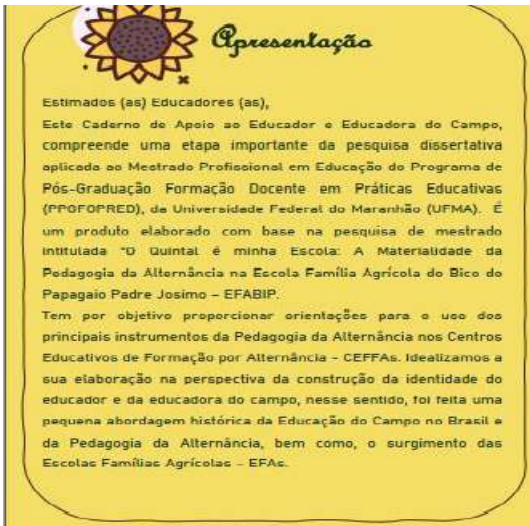 Apresentação
Estimados (as) Educadores (as),
Este Caderno de Apoio ao Educador e Educadora do Campo,
compreende uma etapa importante da pesquisa dissertativa
aplicada ao Mestrado Profissional em Educação do Programa de
Pós-Graduação Formação Docente em Práticas Educativas
(PPGFOPRED), da Universidade Federal do Maranhão (UFMA). É
um produto elaborado com base na pesquisa de mestrado
intitulada "O Quintal é minha Escola: A Materialidade da
Pedagogia da Alternância na Escola Família Agrícola do Bico do
Papagaio Padre Josimo – EFABIP.
Tem por objetivo proporcionar orientações para o uso dos
principais instrumentos da Pedagogia da Alternância nos Centros
Educativos de Formação por Alternância - CEFFAs. Idealizamos a
sua elaboração na perspectiva da construção da identidade do
educador e da educadora do campo, nesse sentido, foi feita uma
pequena abordagem histórica da Educação do Campo no Brasil e
da Pedagogia da Alternância, bem como, o surgimento das
Escolas Famílias Agrícolas – EFAs.